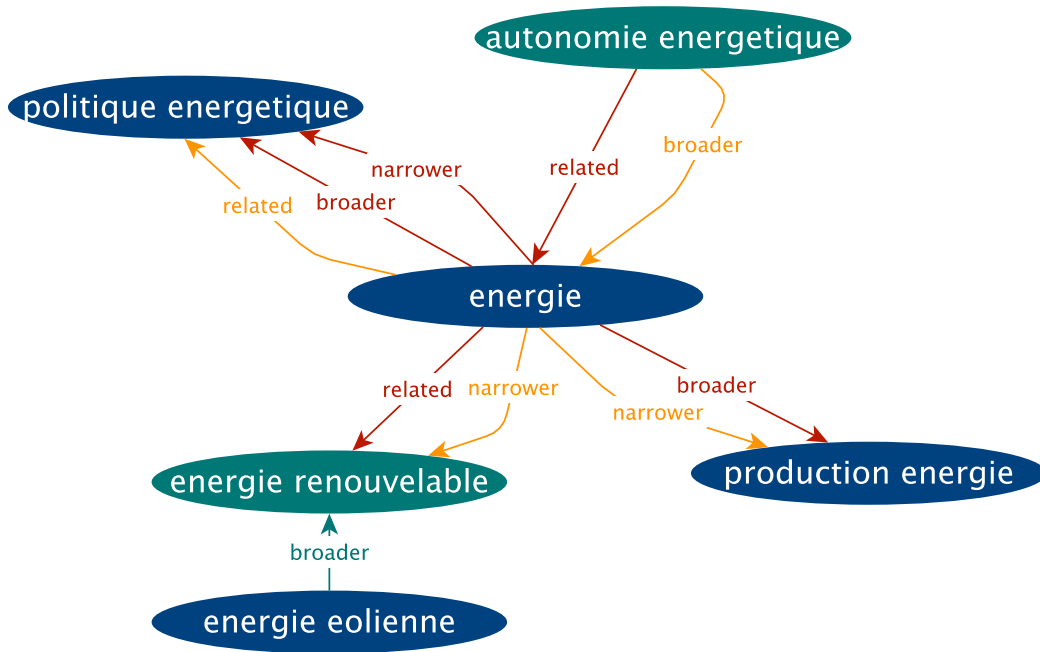 autonomie energetique
politique energetique
broader
related
narrower
broader
related
energie
related
narrower
broader
narrower
energie renouvelable
production energie
broader
energie eolienne